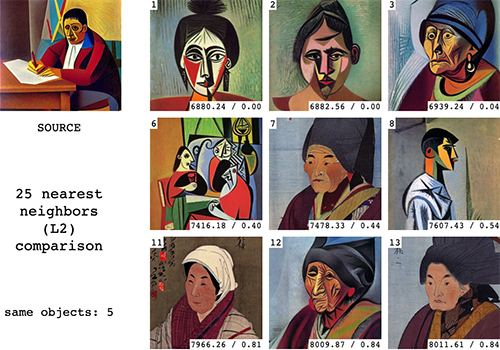 1
2
3
6880.24 / 0.00
6882.56 / 0.00
6939.24 / 0.04
SOURCE
6
7
8
25 nearest
neighbors
(L2)
comparison
7416.18 / 0.40
7478.33 / 0.44
7607.43 / 0.54
11
12
13
same objects: 5
7966.26 / 0.81
8009.87 / 0.84
8011.61 / 0.84